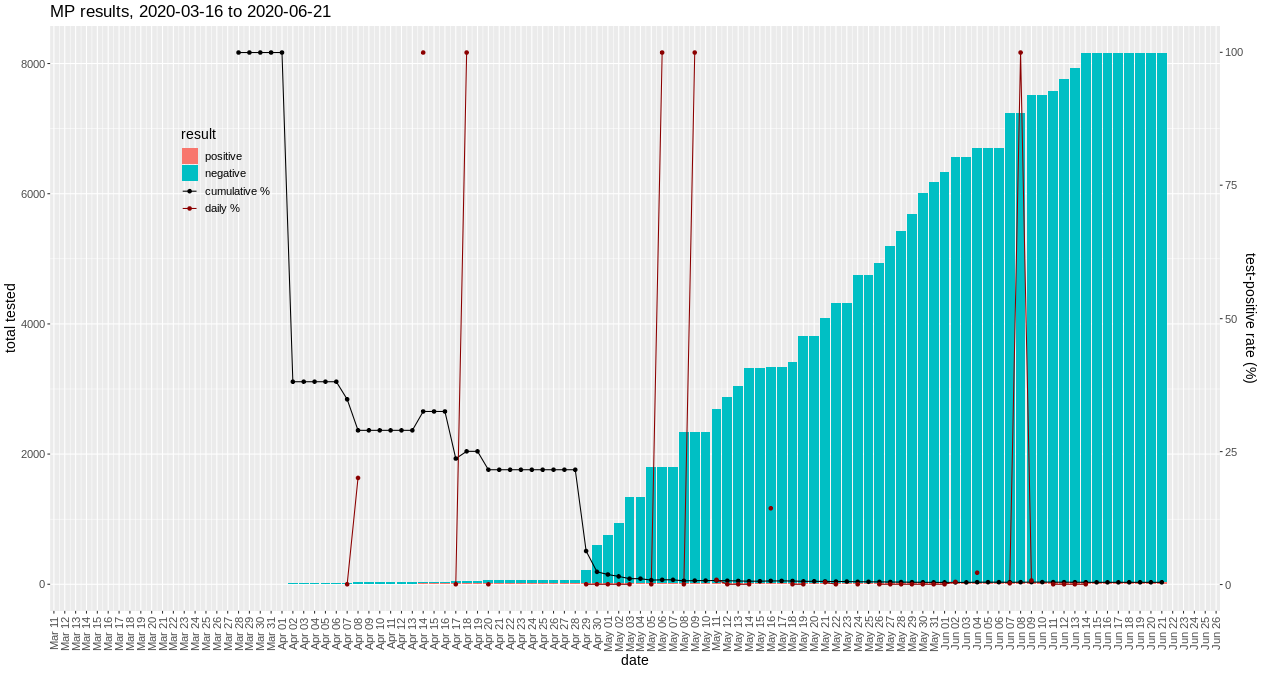 MP results, 2020-03-16 to 2020-06-21
8000
6000
4000
2000
0
total tested
result
positive
negative
cumulative %
daily %
100
75
50
25
0
test-positive rate (%)
Mar 11
Mar 12
Mar 13
Mar 14
Mar 15
Mar 16
Mar 17
Mar 18
Mar 19
Mar 20
Mar 21
Mar 22
Mar 23
Mar 24
Mar 25
Mar 26
Mar 27
Mar 28
Mar 29
Mar 30
Mar 31
Apr 01
Apr 02
Apr 03
Apr 04
Apr 05
Apr 06
Apr 07
Apr 08
Apr 09
Apr 10
Apr 11
Apr 12
Apr 13
Apr 14
Apr 15
Apr 16
Apr 17
Apr 18
Apr 19
Apr 20
Apr 21
Apr 22
Apr 23
Apr 24
Apr 25
Apr 26
Apr 27
Apr 28
Apr 29
Apr 30
May 01
May 02
May 03
May 04
May 05
May 06
May 07
May 08
May 09
May 10
May 11
May 12
May 13
May 14
May 15
May 16
May 17
May 18
May 19
May 20
May 21
May 22
May 23
May 24
May 25
May 26
May 27
May 28
May 29
May 30
May 31
Jun 01
Jun 02
Jun 03
Jun 04
Jun 05
Jun 06
Jun 07
Jun 08
Jun 09
Jun 10
Jun 11
Jun 12
Jun 13
Jun 14
Jun 15
Jun 16
Jun 17
Jun 18
Jun 19
Jun 20
Jun 21
Jun 22
Jun 23
Jun 24
Jun 25
Jun 26
date